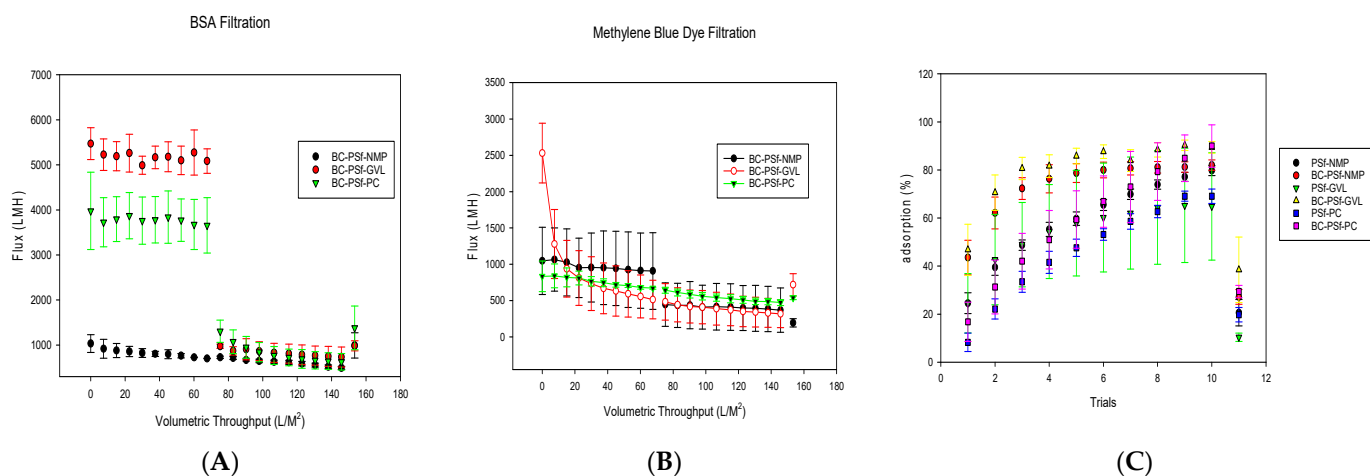 BSA Filtration
Flux (LMH)
7000
6000
5000
4000
3000
2000
1000
0 20 40 60 80 100 120 140 160 180
Volumetric Throughput (L/M²)
BC-PSf-NMP
BC-PSf-GVL
BC-PSf-PC
(A)
Methylene Blue Dye Filtration
Flux (LMH)
3500
3000
2500
2000
1500
1000
500
0
0 20 40 60 80 100 120 140 160 180
Volumetric Throughput (L/M²)
BC-PSf-NMP
BC-PSf-GVL
BC-PSf-PC
(B)
adsorption (%)
120
100
80
60
40
20
0
0 2 4 6 8 10 12
Trials
PSf-NMP
BC-PSf-NMP
PSf-GVL
BC-PSf-GVL
PSf-PC
BC-PSf-PC
(C)